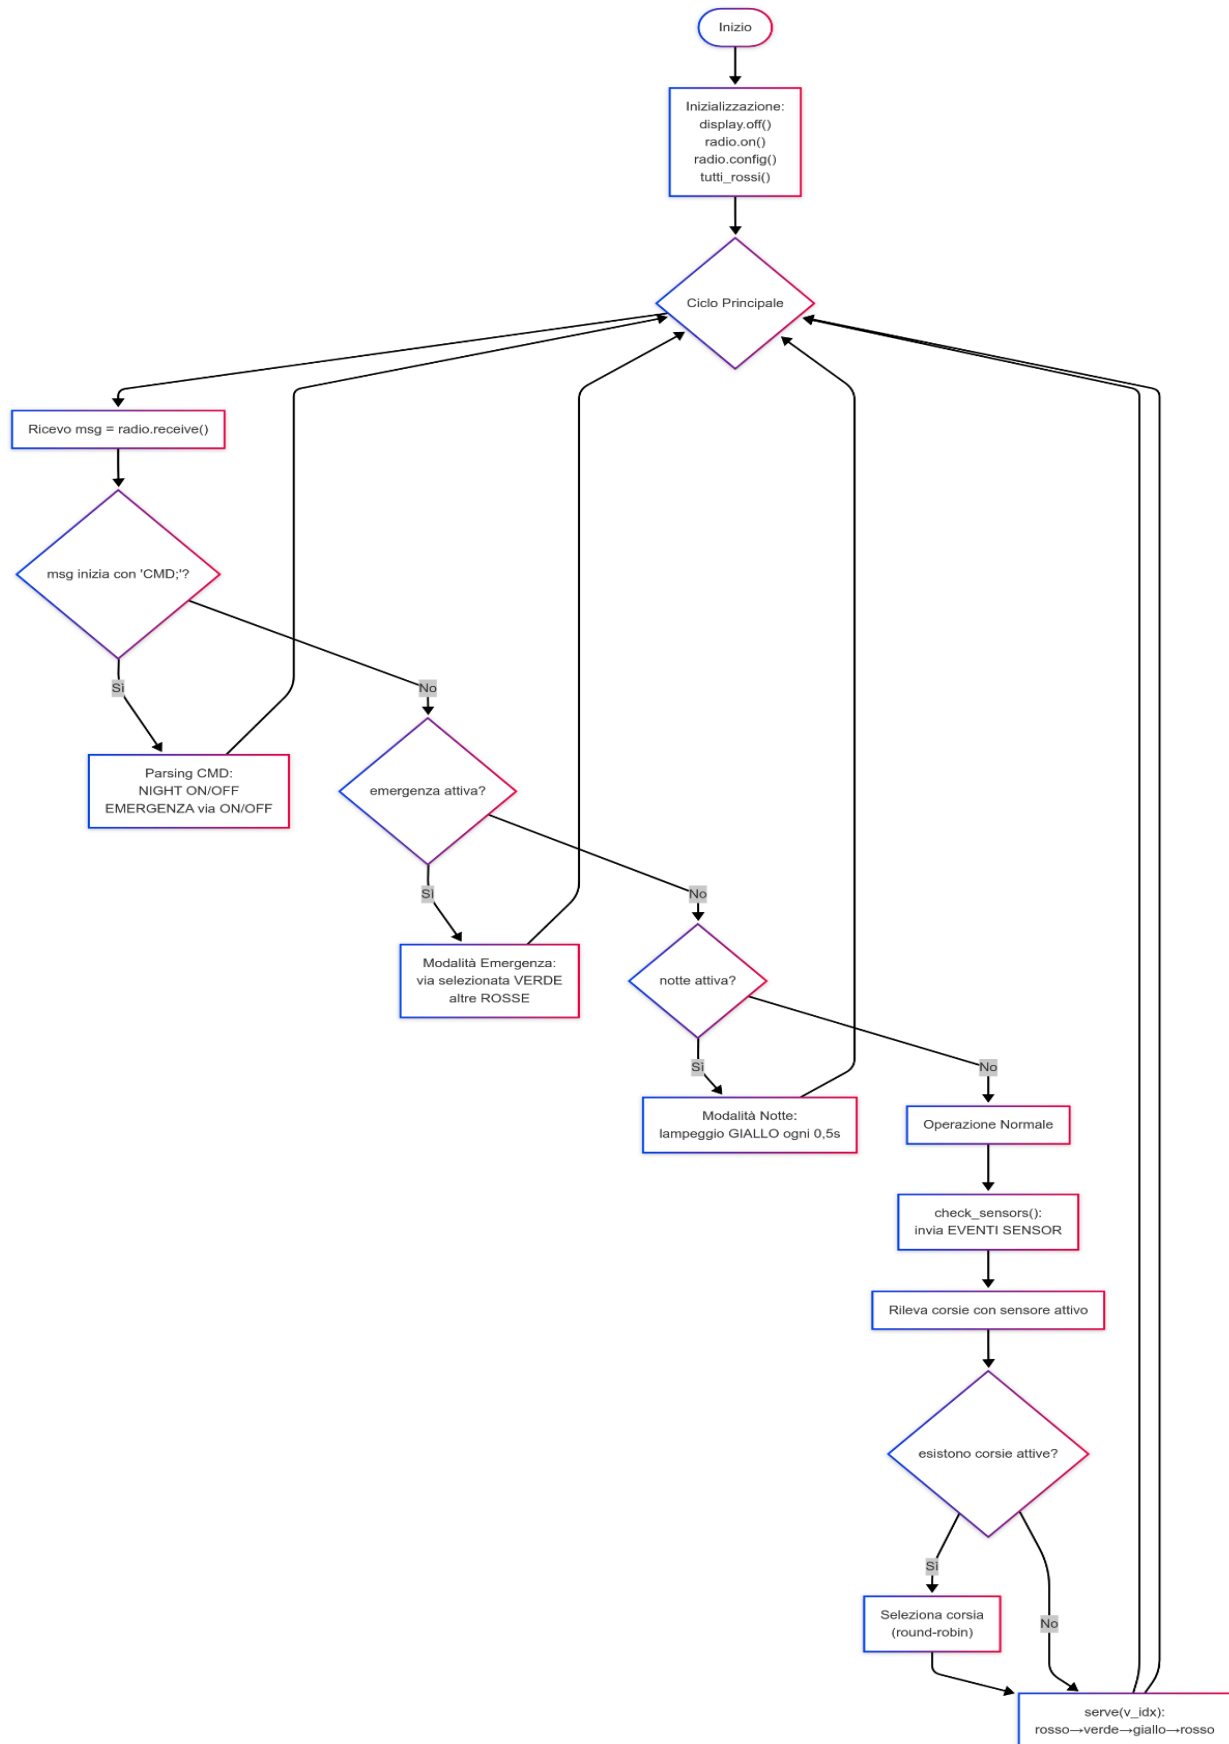 Inizio
Inizializzazione:
display.off()
radio.on()
radio.config()
tutti_rossi()
Ciclo Principale
Ricevo msg = radio.receive()
msg inizia con 'CMD;'?
Sì
No
Parsing CMD:
NIGHT ON/OFF
EMERGENZA via ON/OFF
emergenza attiva?
Sì
No
Modalità Emergenza:
via selezionata VERDE
altre ROSSE
notte attiva?
Sì
No
Modalità Notte:
lampeggio GIALLO ogni 0,5s
Operazione Normale
check_sensors():
invia EVENTI SENSOR
Rileva corsie con sensore attivo
esistono corsie attive?
Sì
Seleziona corsia
(round-robin)
No
serve(v_idx):
rosso→verde→giallo→rosso